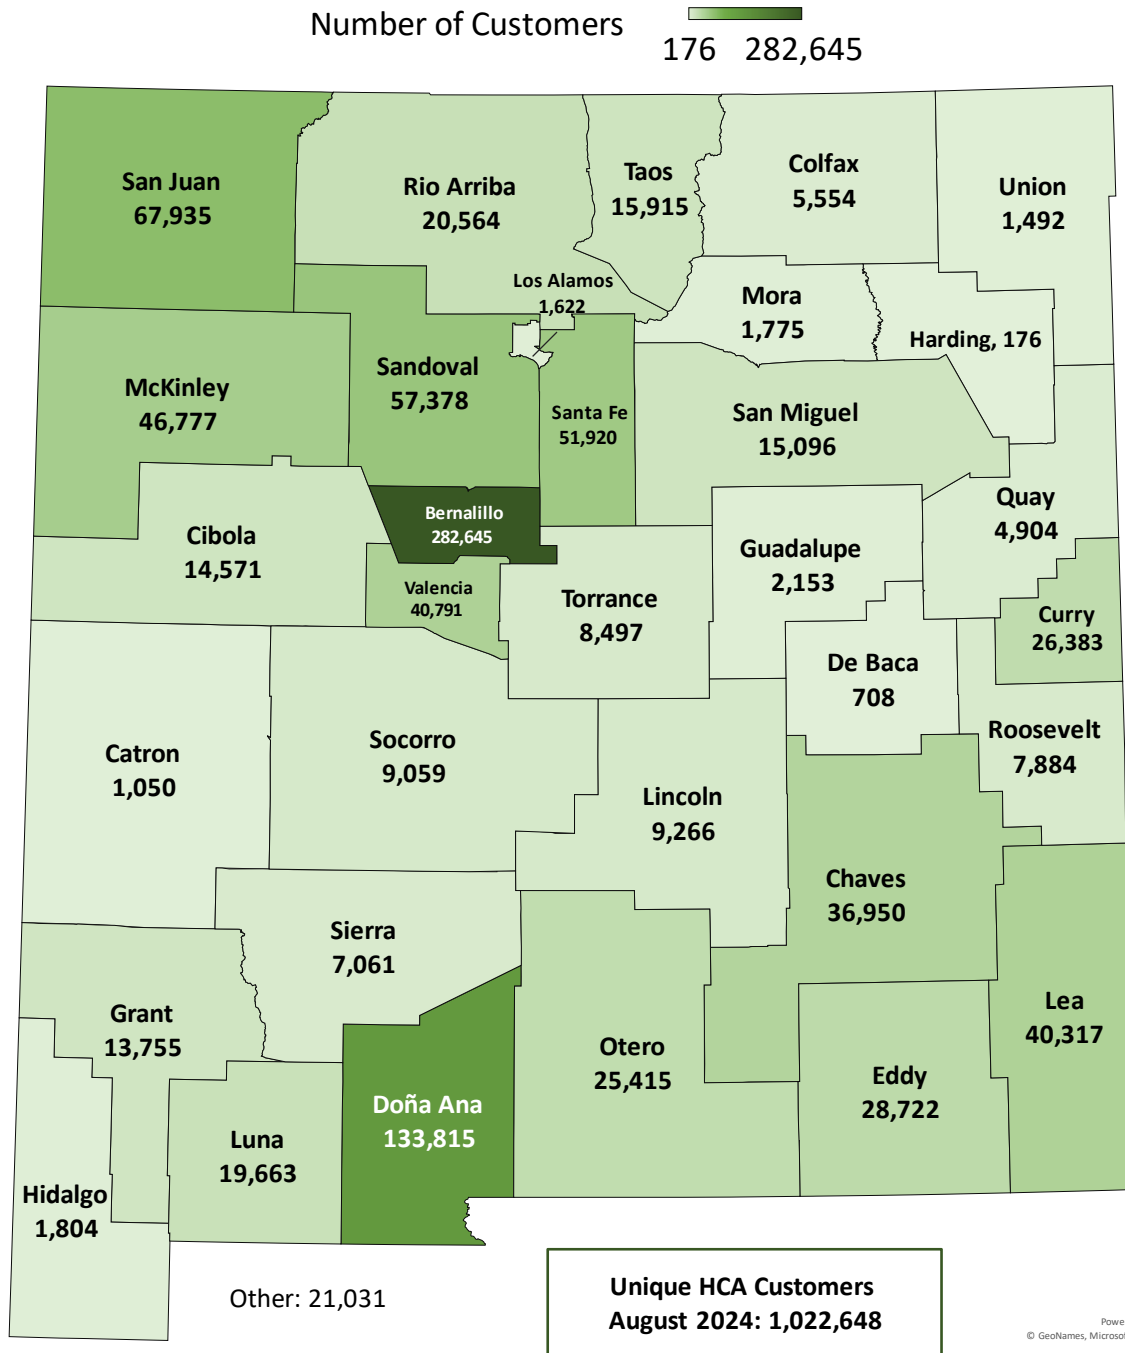 Number of Customers
176 282,645
San Juan
67,935
Rio Arriba
20,564
Taos
15,915
Colfax
5,554
Union
1,492
Los Alamos
1,622
Mora
1,775
Harding, 176
McKinley
46,777
Sandoval
57,378
Santa Fe
51,920
San Miguel
15,096
Quay
4,904
Cibola
14,571
Bernalillo
282,645
Guadalupe
2,153
Valencia
40,791
Torrance
8,497
Curry
26,383
De Baca
708
Catron
1,050
Socorro
9,059
Lincoln
9,266
Roosevelt
7,884
Chaves
36,950
Sierra
7,061
Grant
13,755
Otero
25,415
Lea
40,317
Eddy
28,722
Doña Ana
133,815
Luna
19,663
Hidalgo
1,804
Other: 21,031
Unique HCA Customers
August 2024: 1,022,648
Powe
© GeoNames, Microsof